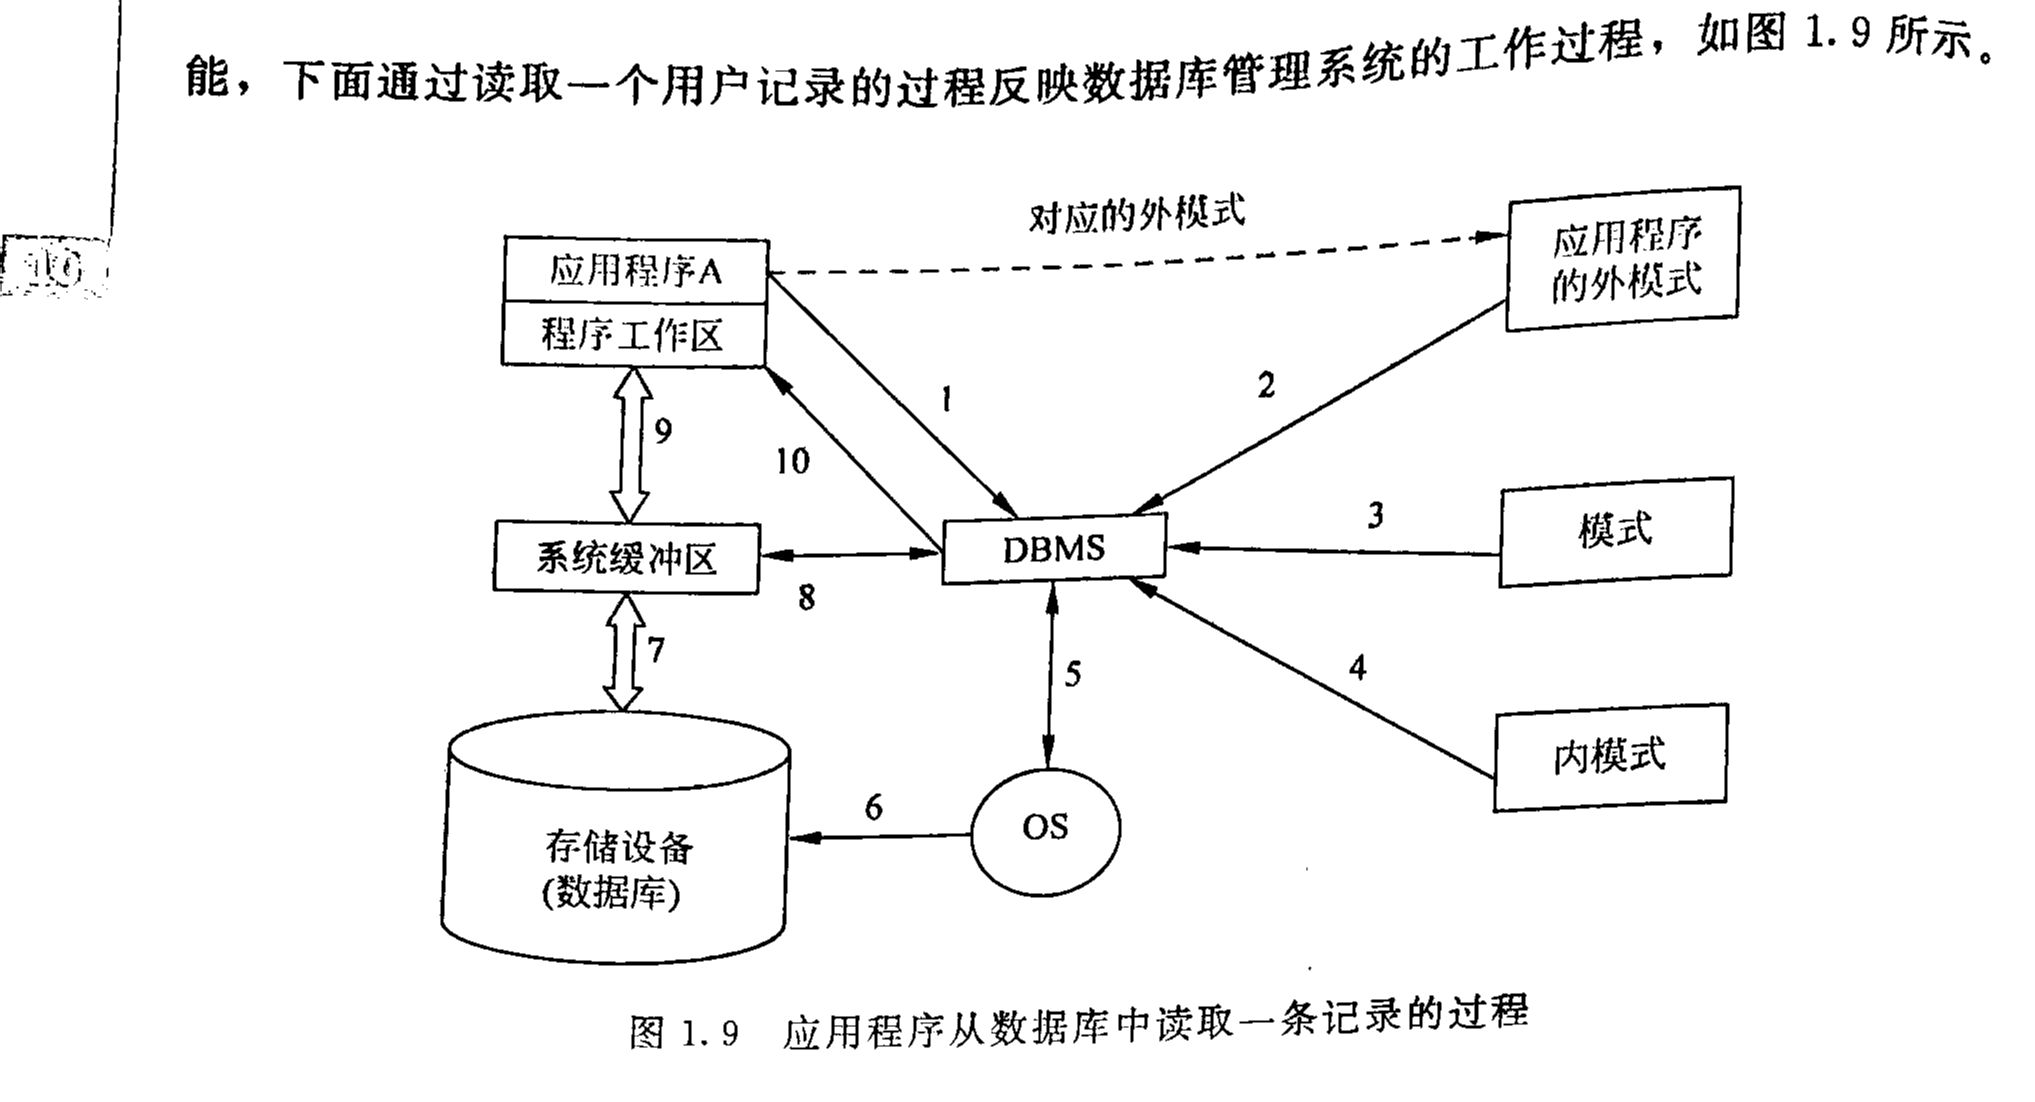 能，下面通过读取一个用户记录的过程反映数据库管理系统的工作过程，如图 1.9 所示。
10
对应的外模式
应用程序A
程序工作区
应用程序
的外模式
1
2
9
10
3
系统缓冲区
DBMS
模式
8
7
5
4
内模式
6
OS
存储设备
(数据库)
图 1.9 应用程序从数据库中读取一条记录的过程